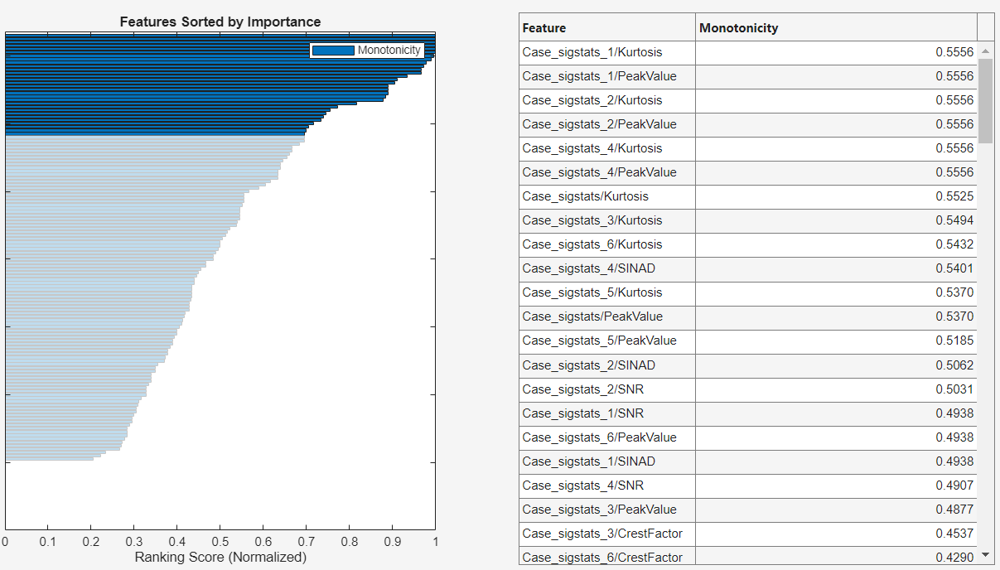 Features Sorted by Importance
Monotonicity
0 0.1 0.2 0.3 0.4 0.5 0.6 0.7 0.8 0.9 1
Ranking Score (Normalized)
Feature Monotonicity
Case_sigstats_1/Kurtosis 0.5556
Case_sigstats_1/PeakValue 0.5556
Case_sigstats_2/Kurtosis 0.5556
Case_sigstats_2/PeakValue 0.5556
Case_sigstats_4/Kurtosis 0.5556
Case_sigstats_4/PeakValue 0.5556
Case_sigstats/Kurtosis 0.5525
Case_sigstats_3/Kurtosis 0.5494
Case_sigstats_6/Kurtosis 0.5432
Case_sigstats_4/SINAD 0.5401
Case_sigstats_5/Kurtosis 0.5370
Case_sigstats/PeakValue 0.5370
Case_sigstats_5/PeakValue 0.5185
Case_sigstats_2/SINAD 0.5062
Case_sigstats_2/SNR 0.5031
Case_sigstats_1/SNR 0.4938
Case_sigstats_6/PeakValue 0.4938
Case_sigstats_1/SINAD 0.4938
Case_sigstats_4/SNR 0.4907
Case_sigstats_3/PeakValue 0.4877
Case_sigstats_3/CrestFactor 0.4537
Case_sigstats_6/CrestFactor 0.4290